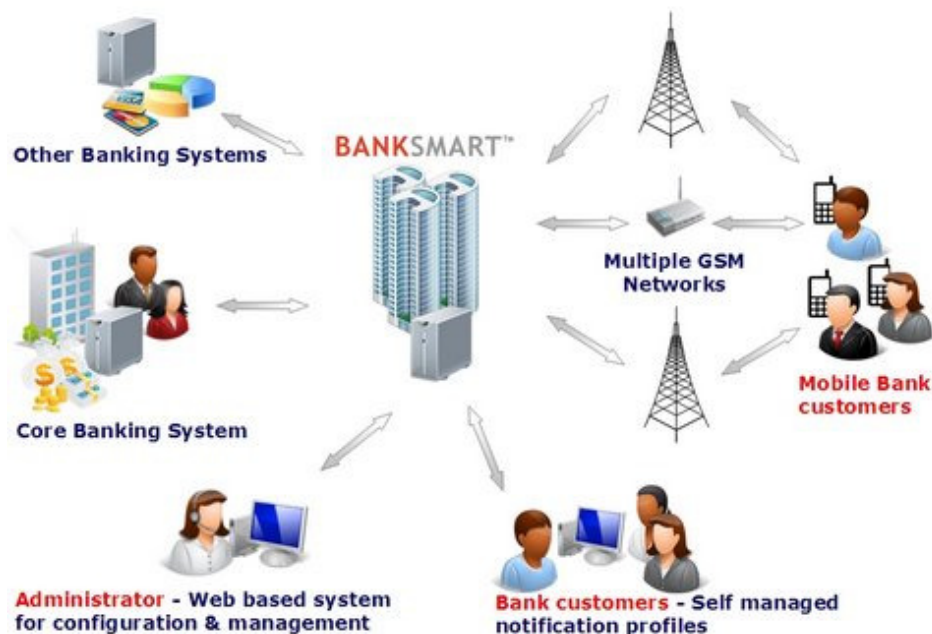 BANKSMART™
Other Banking Systems
Multiple GSM
Networks
Mobile Bank
customers
Core Banking System
Administrator - Web based system
for configuration & management
Bank customers - Self managed
notification profiles
VISA